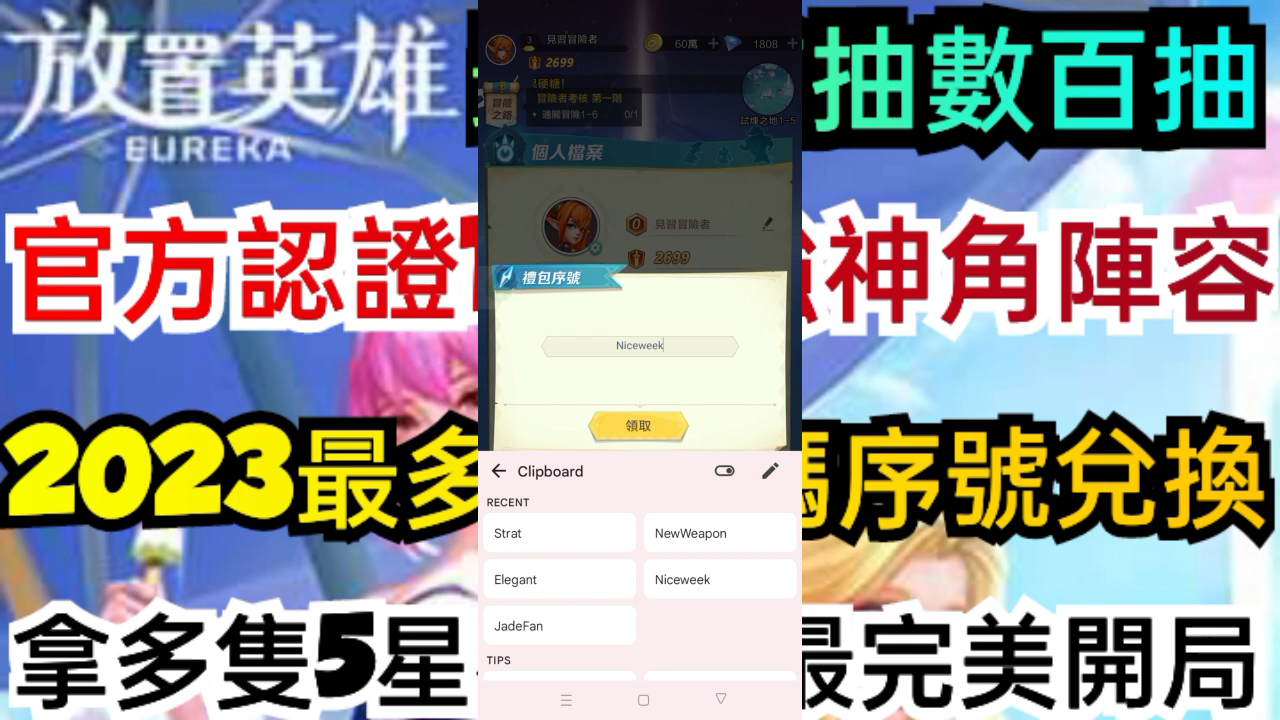 放置英雄
EUREKA
抽數百抽
官方認證
神角陣容
2023最多
序號兌換
拿多隻5星
最完美開局
3 見習冒險者
60萬
1808
2699
硬糖!
冒險者考核 第一階
• 通關冒險1-6 0/1
冒險之路
試煉之地1-5
個人檔案
0 見習冒險者
2699
禮包序號
Niceweek
領取
Clipboard
RECENT
Strat
NewWeapon
Elegant
Niceweek
JadeFan
TIPS